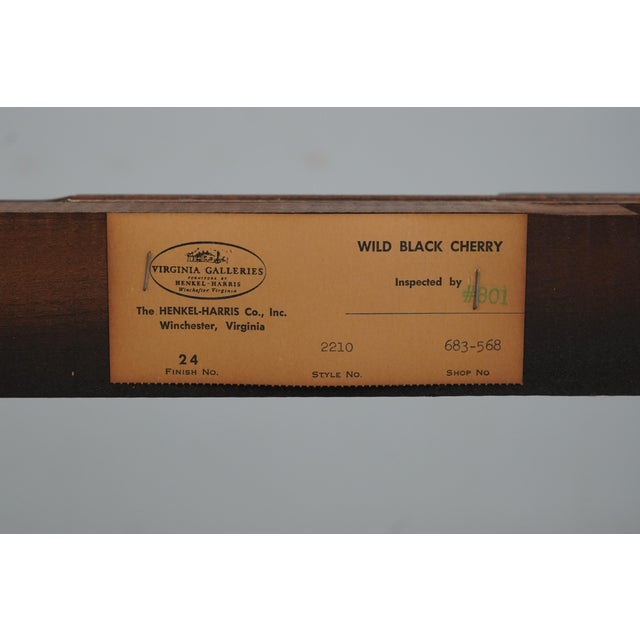 VIRGINIA GALLERIES
FURNITURE BY
HENKEL-HARRIS
Winchester Virginia
The HENKEL-HARRIS Co., Inc.
Winchester, Virginia
24
FINISH NO.
WILD BLACK CHERRY
Inspected by
#801
2210
STYLE NO.
683-568
SHOP NO